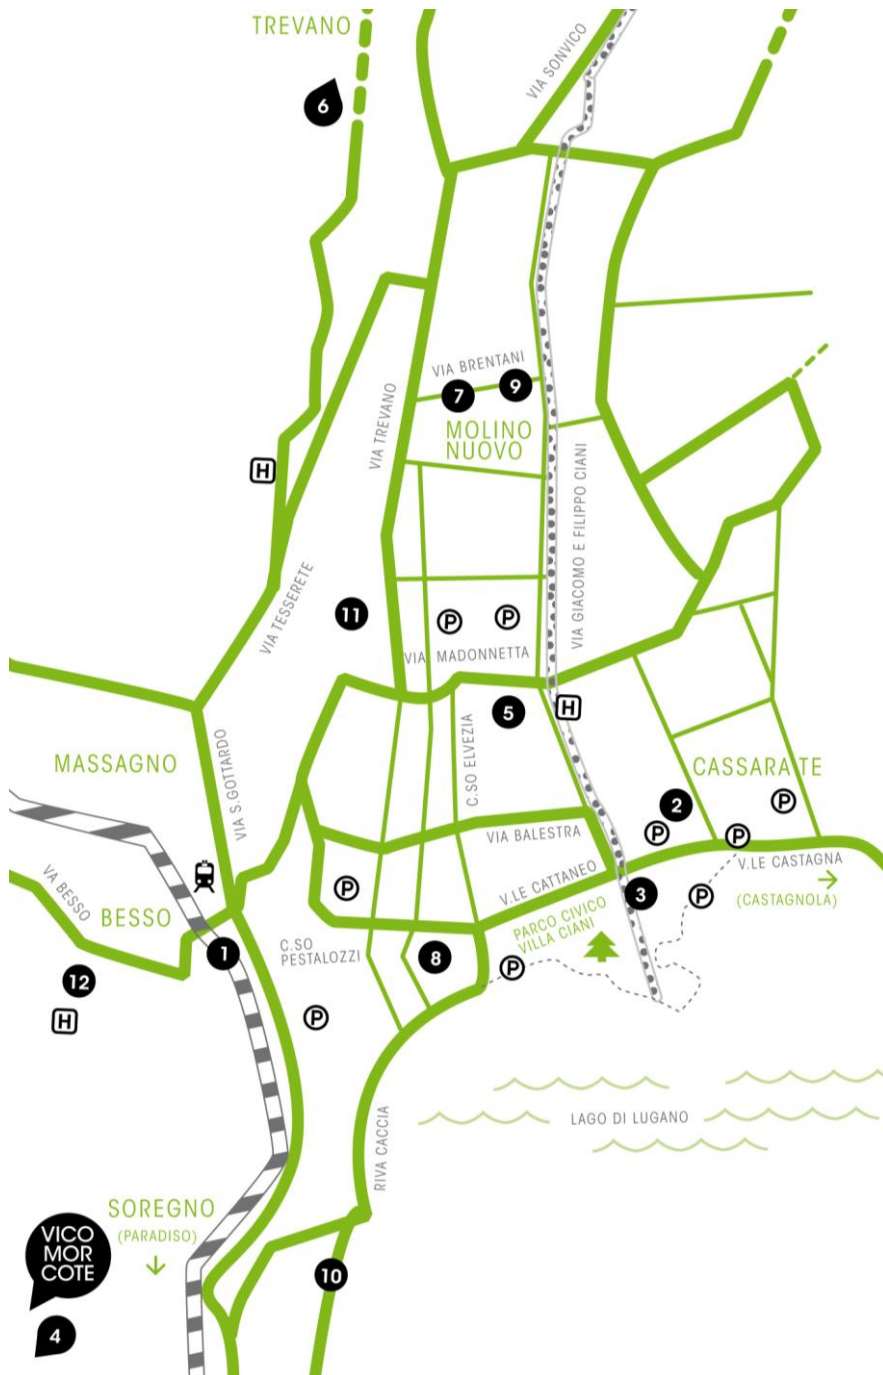 TREVANO
VIA SONVICO
6
VIA BRENTANI
7
9
MOLINO
NUOVO
VIA TREVANO
H
VIA GIACOMO E FILIPPO CIANI
VIA TESSERETE
11
P
P
VIA MADONNETTA
5
H
C.SO ELVEZIA
MASSAGNO
VIA S.GOTTARDO
CASSARATE
2
P
P
P
VIA BALESTRA
V.LE CASTAGNA
(CASTAGNOLA)
VA BESSO
BESSO
P
V.LE CATTANEO
3
P
PARCO CIVICO
VILLA CIANI
1
C.SO
PESTALOZZI
8
P
12
H
P
LAGO DI LUGANO
RIVA CACCIA
SOREGNO
(PARADISO)
VICO
MOR
COTE
10
4